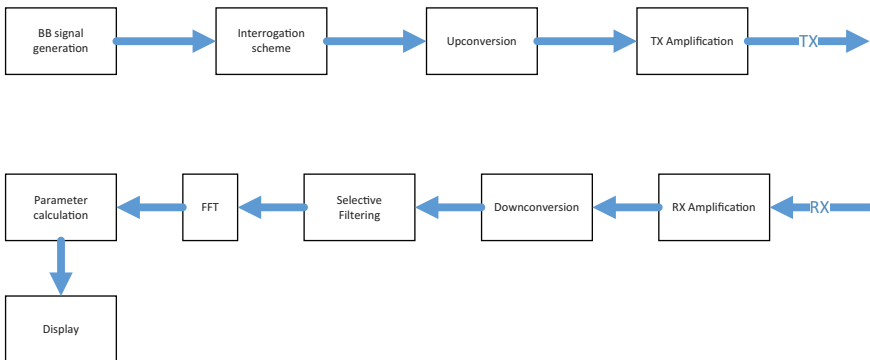 BB signal
generation
Interrogation
scheme
Upconversion
TX Amplification
TX
Parameter
calculation
FFT
Selective
Filtering
Downconversion
RX Amplification
RX
Display